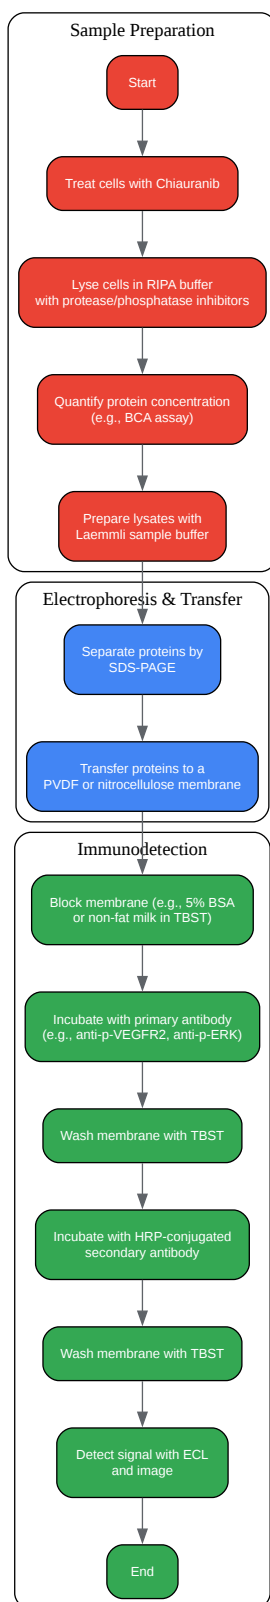 Sample Preparation
Start
Treat cells with Chiauranib
Lyse cells in RIPA buffer
with protease/phosphatase inhibitors
Quantify protein concentration
(e.g., BCA assay)
Prepare lysates with
Laemmli sample buffer
Electrophoresis & Transfer
Separate proteins by
SDS-PAGE
Transfer proteins to a
PVDF or nitrocellulose membrane
Immunodetection
Block membrane (e.g., 5% BSA
or non-fat milk in TBST)
Incubate with primary antibody
(e.g., anti-p-VEGFR2, anti-p-ERK)
Wash membrane with TBST
Incubate with HRP-conjugated
secondary antibody
Wash membrane with TBST
Detect signal with ECL
and image
End